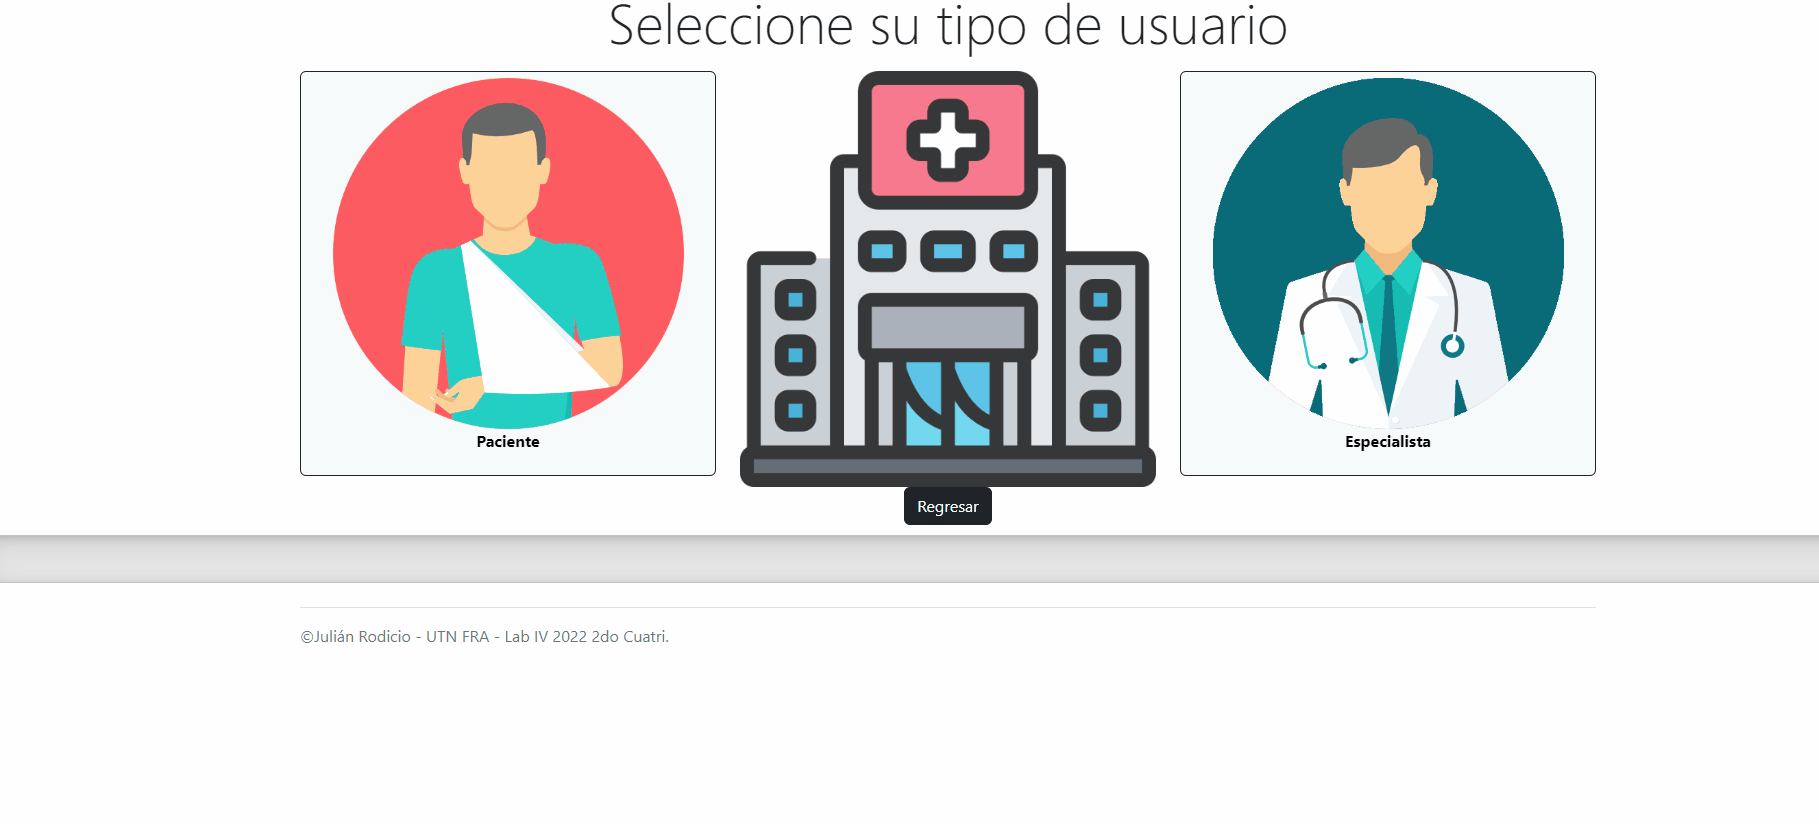 Seleccione su tipo de usuario
Paciente
Especialista
Regresar
©Julián Rodicio - UTN FRA - Lab IV 2022 2do Cuatri.